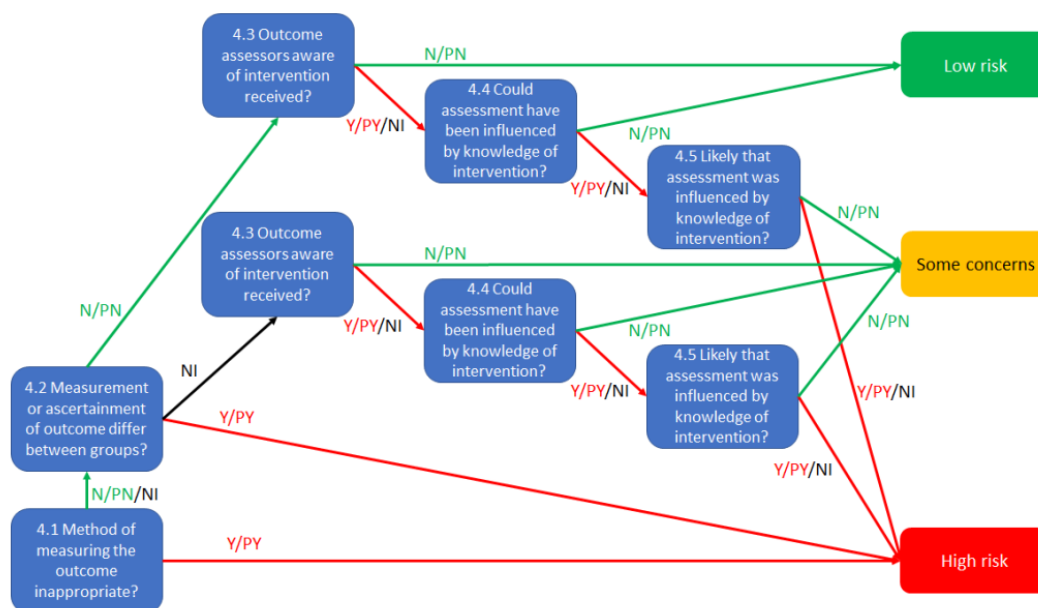 4.3 Outcome
assessors aware
of intervention
received?
N/PN
Low risk
Y/PY/NI
4.4 Could
assessment have
been influenced
by knowledge of
intervention?
N/PN
Y/PY/NI
4.5 Likely that
assessment was
influenced by
knowledge of
intervention?
N/PN
4.3 Outcome
assessors aware
of intervention
received?
N/PN
Some concerns
N/PN
Y/PY/NI
4.4 Could
assessment have
been influenced
by knowledge of
intervention?
N/PN
N/PN
NI
Y/PY/NI
4.5 Likely that
assessment was
influenced by
knowledge of
intervention?
Y/PY/NI
4.2 Measurement
or ascertainment
of outcome differ
between groups?
Y/PY
Y/PY/NI
N/PN/NI
4.1 Method of
measuring the
outcome
inappropriate?
Y/PY
High risk